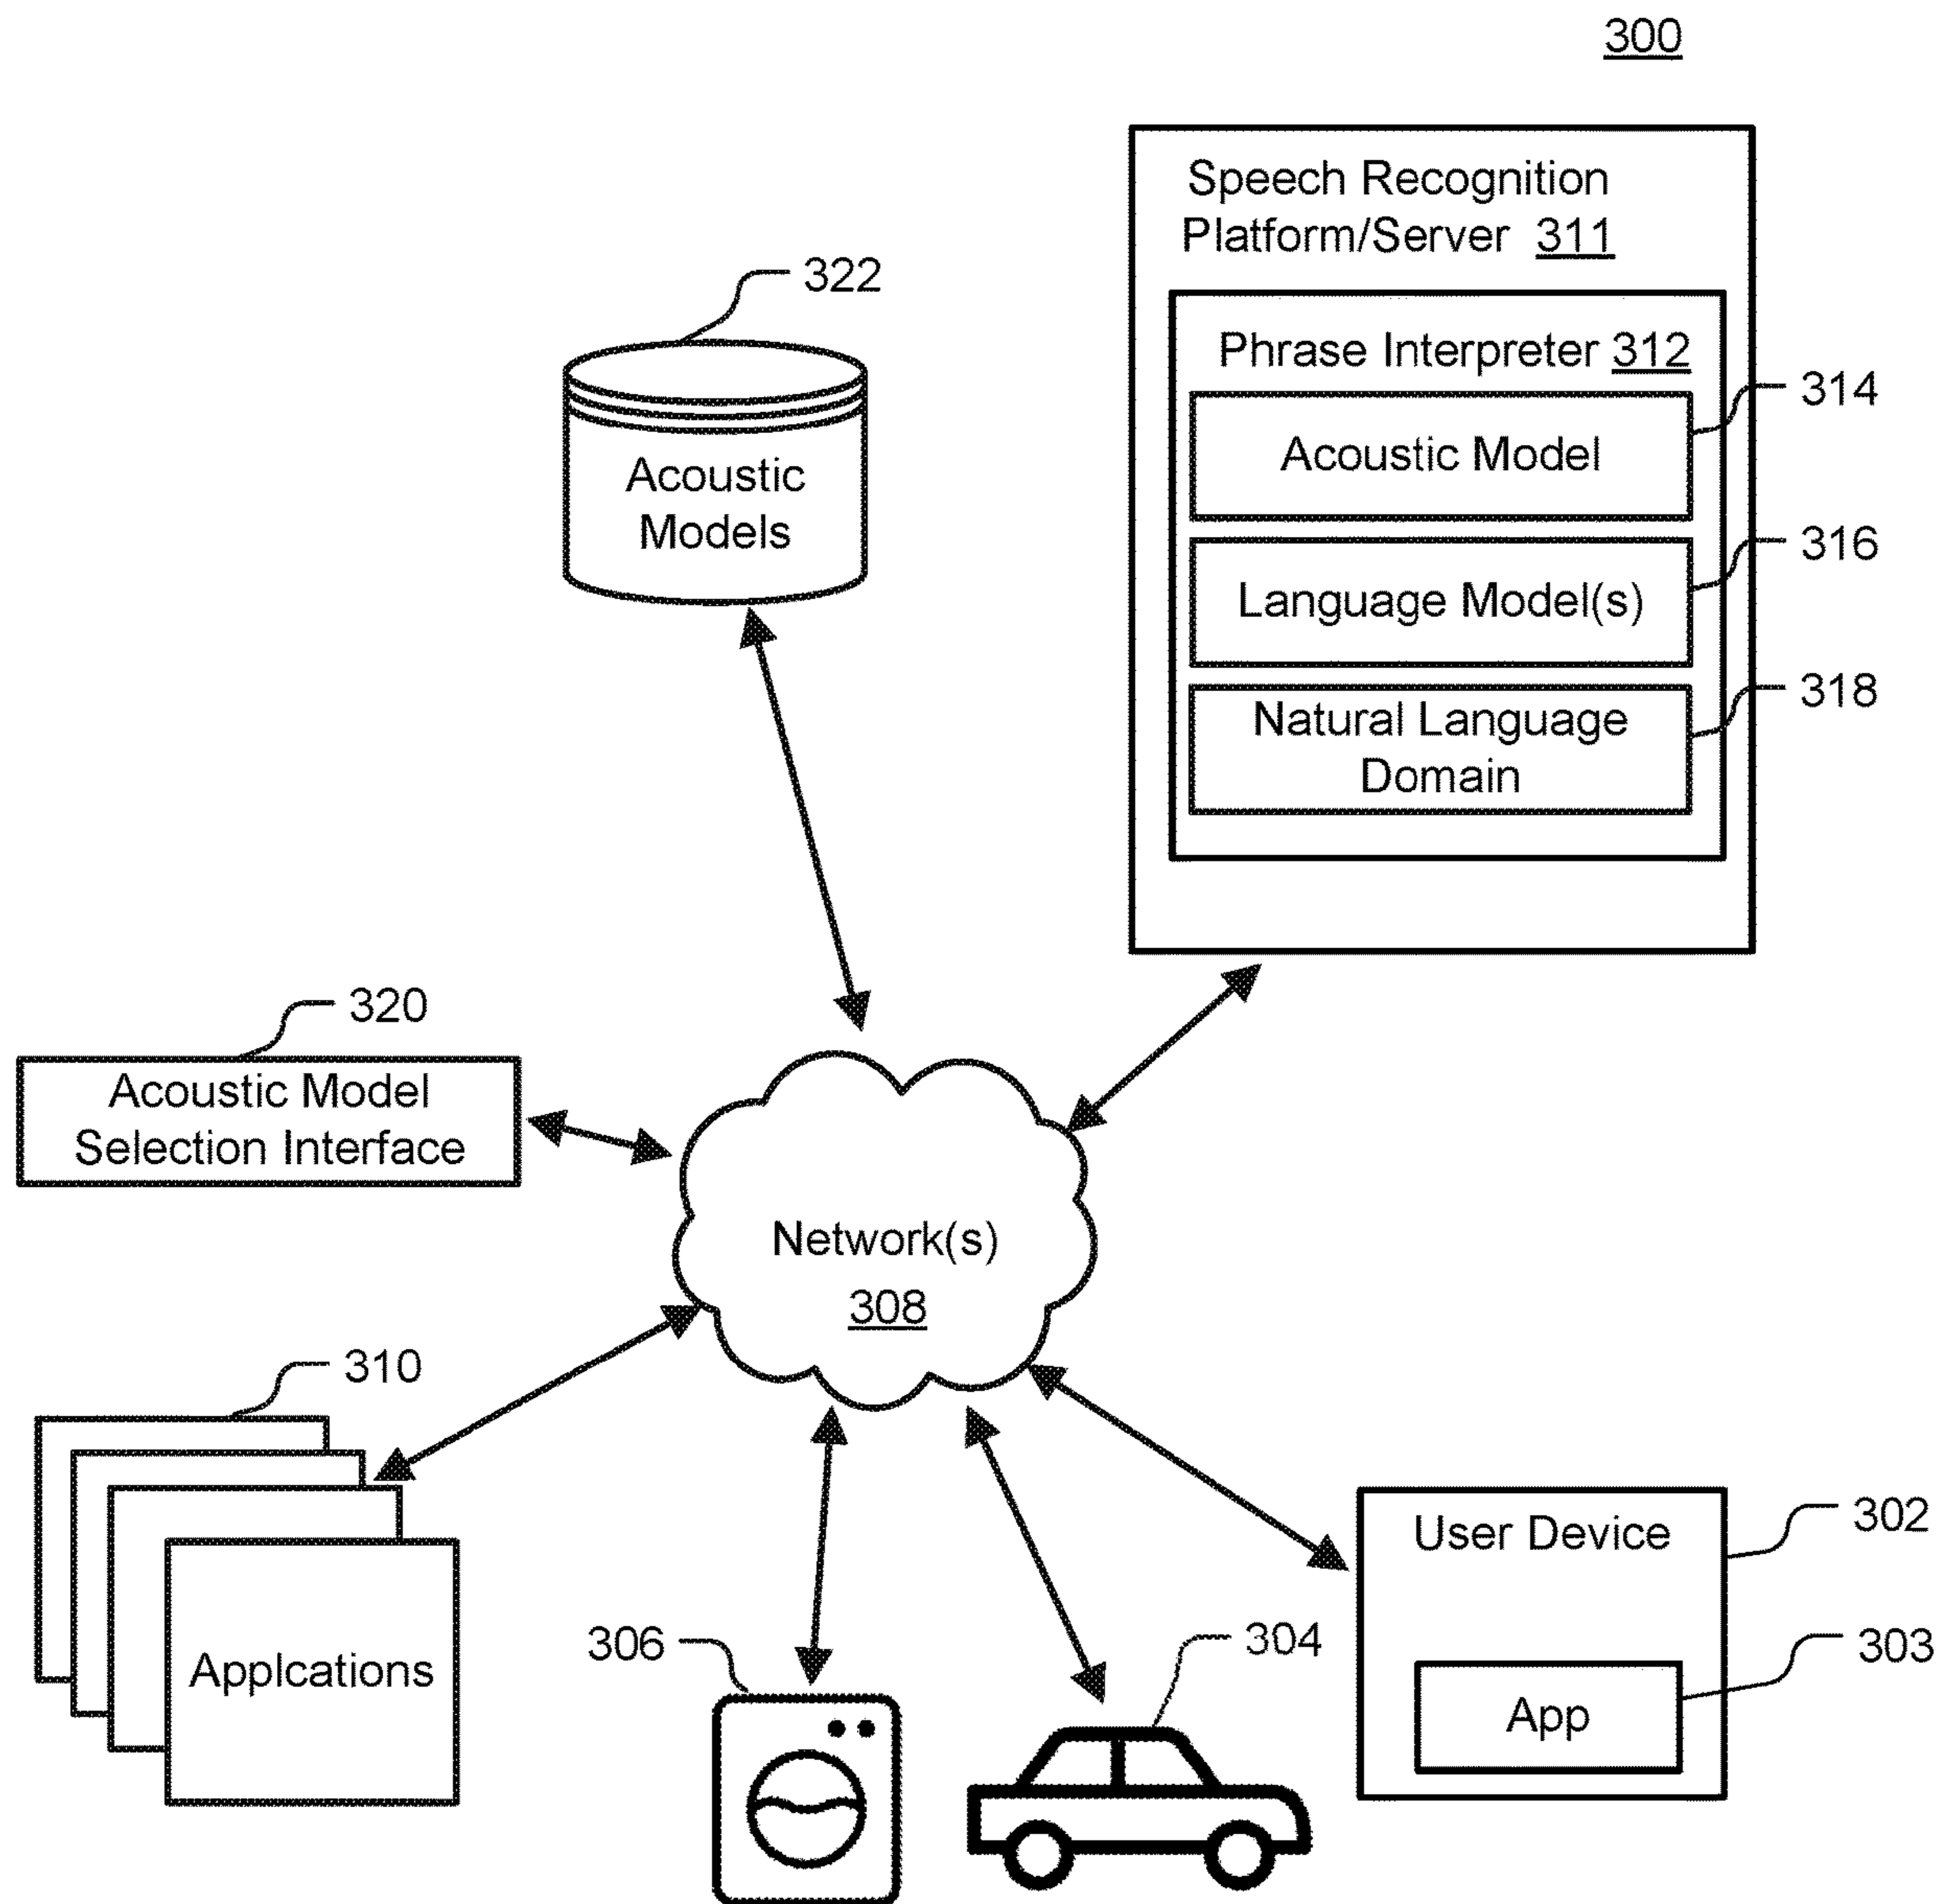 300
Speech Recognition
Platform/Server 311
322
Phrase Interpreter 312
314
Acoustic Model
Acoustic
Models
316
Language Model(s)
318
Natural Language
Domain
320
Acoustic Model
Selection Interface
Network(s)
308
310
Applcations
306
304
User Device
302
303
App